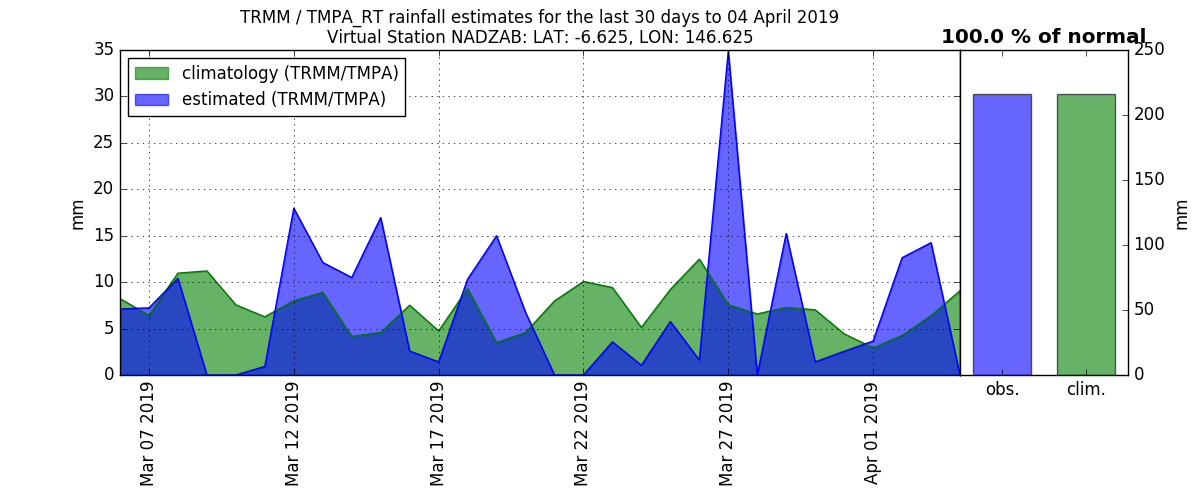 TRMM / TMPA_RT rainfall estimates for the last 30 days to 04 April 2019
Virtual Station NADZAB: LAT: -6.625, LON: 146.625
100.0 % of normal
climatology (TRMM/TMPA)
estimated (TRMM/TMPA)
35
30
25
20
15
10
5
0
mm
Mar 07 2019
Mar 12 2019
Mar 17 2019
Mar 22 2019
Mar 27 2019
Apr 01 2019
obs.
clim.
250
200
150
100
50
0
mm